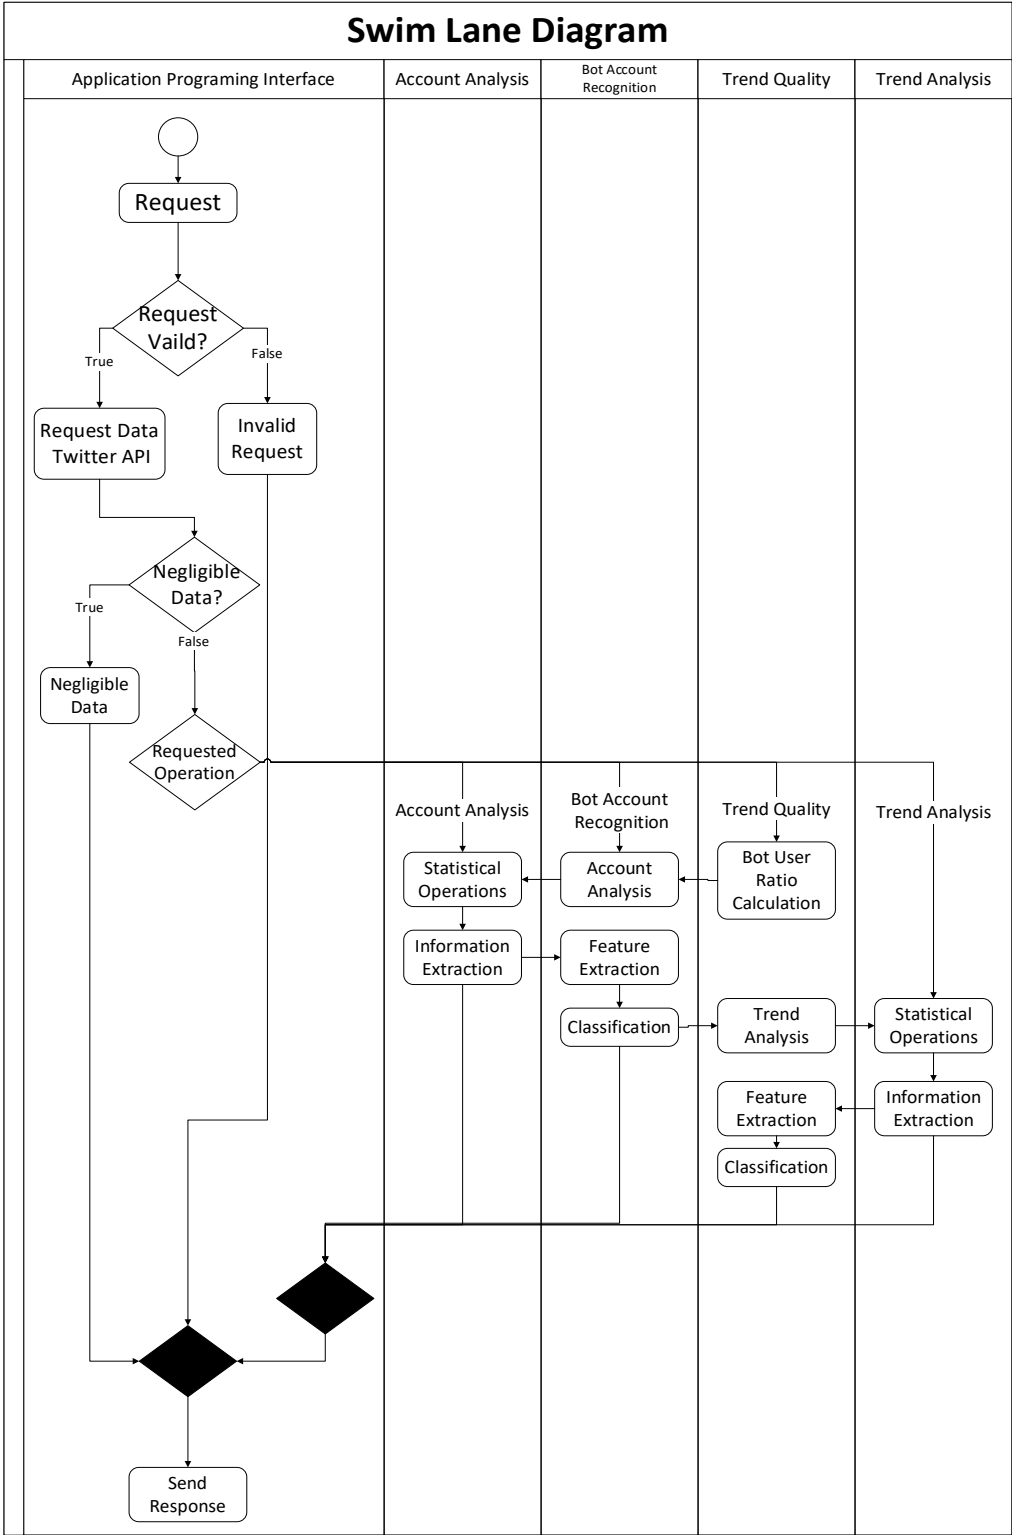 Swim Lane Diagram
Application Programing Interface
Account Analysis
Bot Account
Recognition
Trend Quality
Trend Analysis
Request
Request
Vaild?
True
False
Request Data
Twitter API
Invalid
Request
Negligible
Data?
True
False
Negligible
Data
Requested
Operation
Account Analysis
Bot Account
Recognition
Trend Quality
Trend Analysis
Statistical
Operations
Account
Analysis
Bot User
Ratio
Calculation
Information
Extraction
Feature
Extraction
Classification
Trend
Analysis
Statistical
Operations
Feature
Extraction
Information
Extraction
Classification
Send
Response